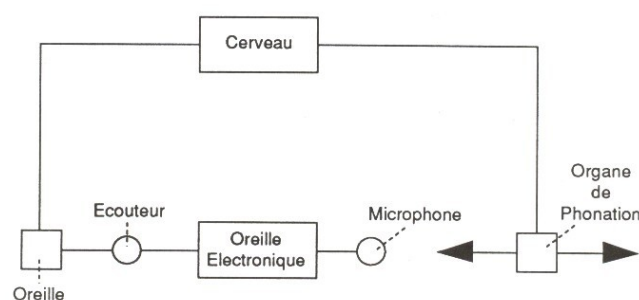 Cerveau
Organe
de
Phonation
Ecouteur
Microphone
Oreille
Electronique
Oreille